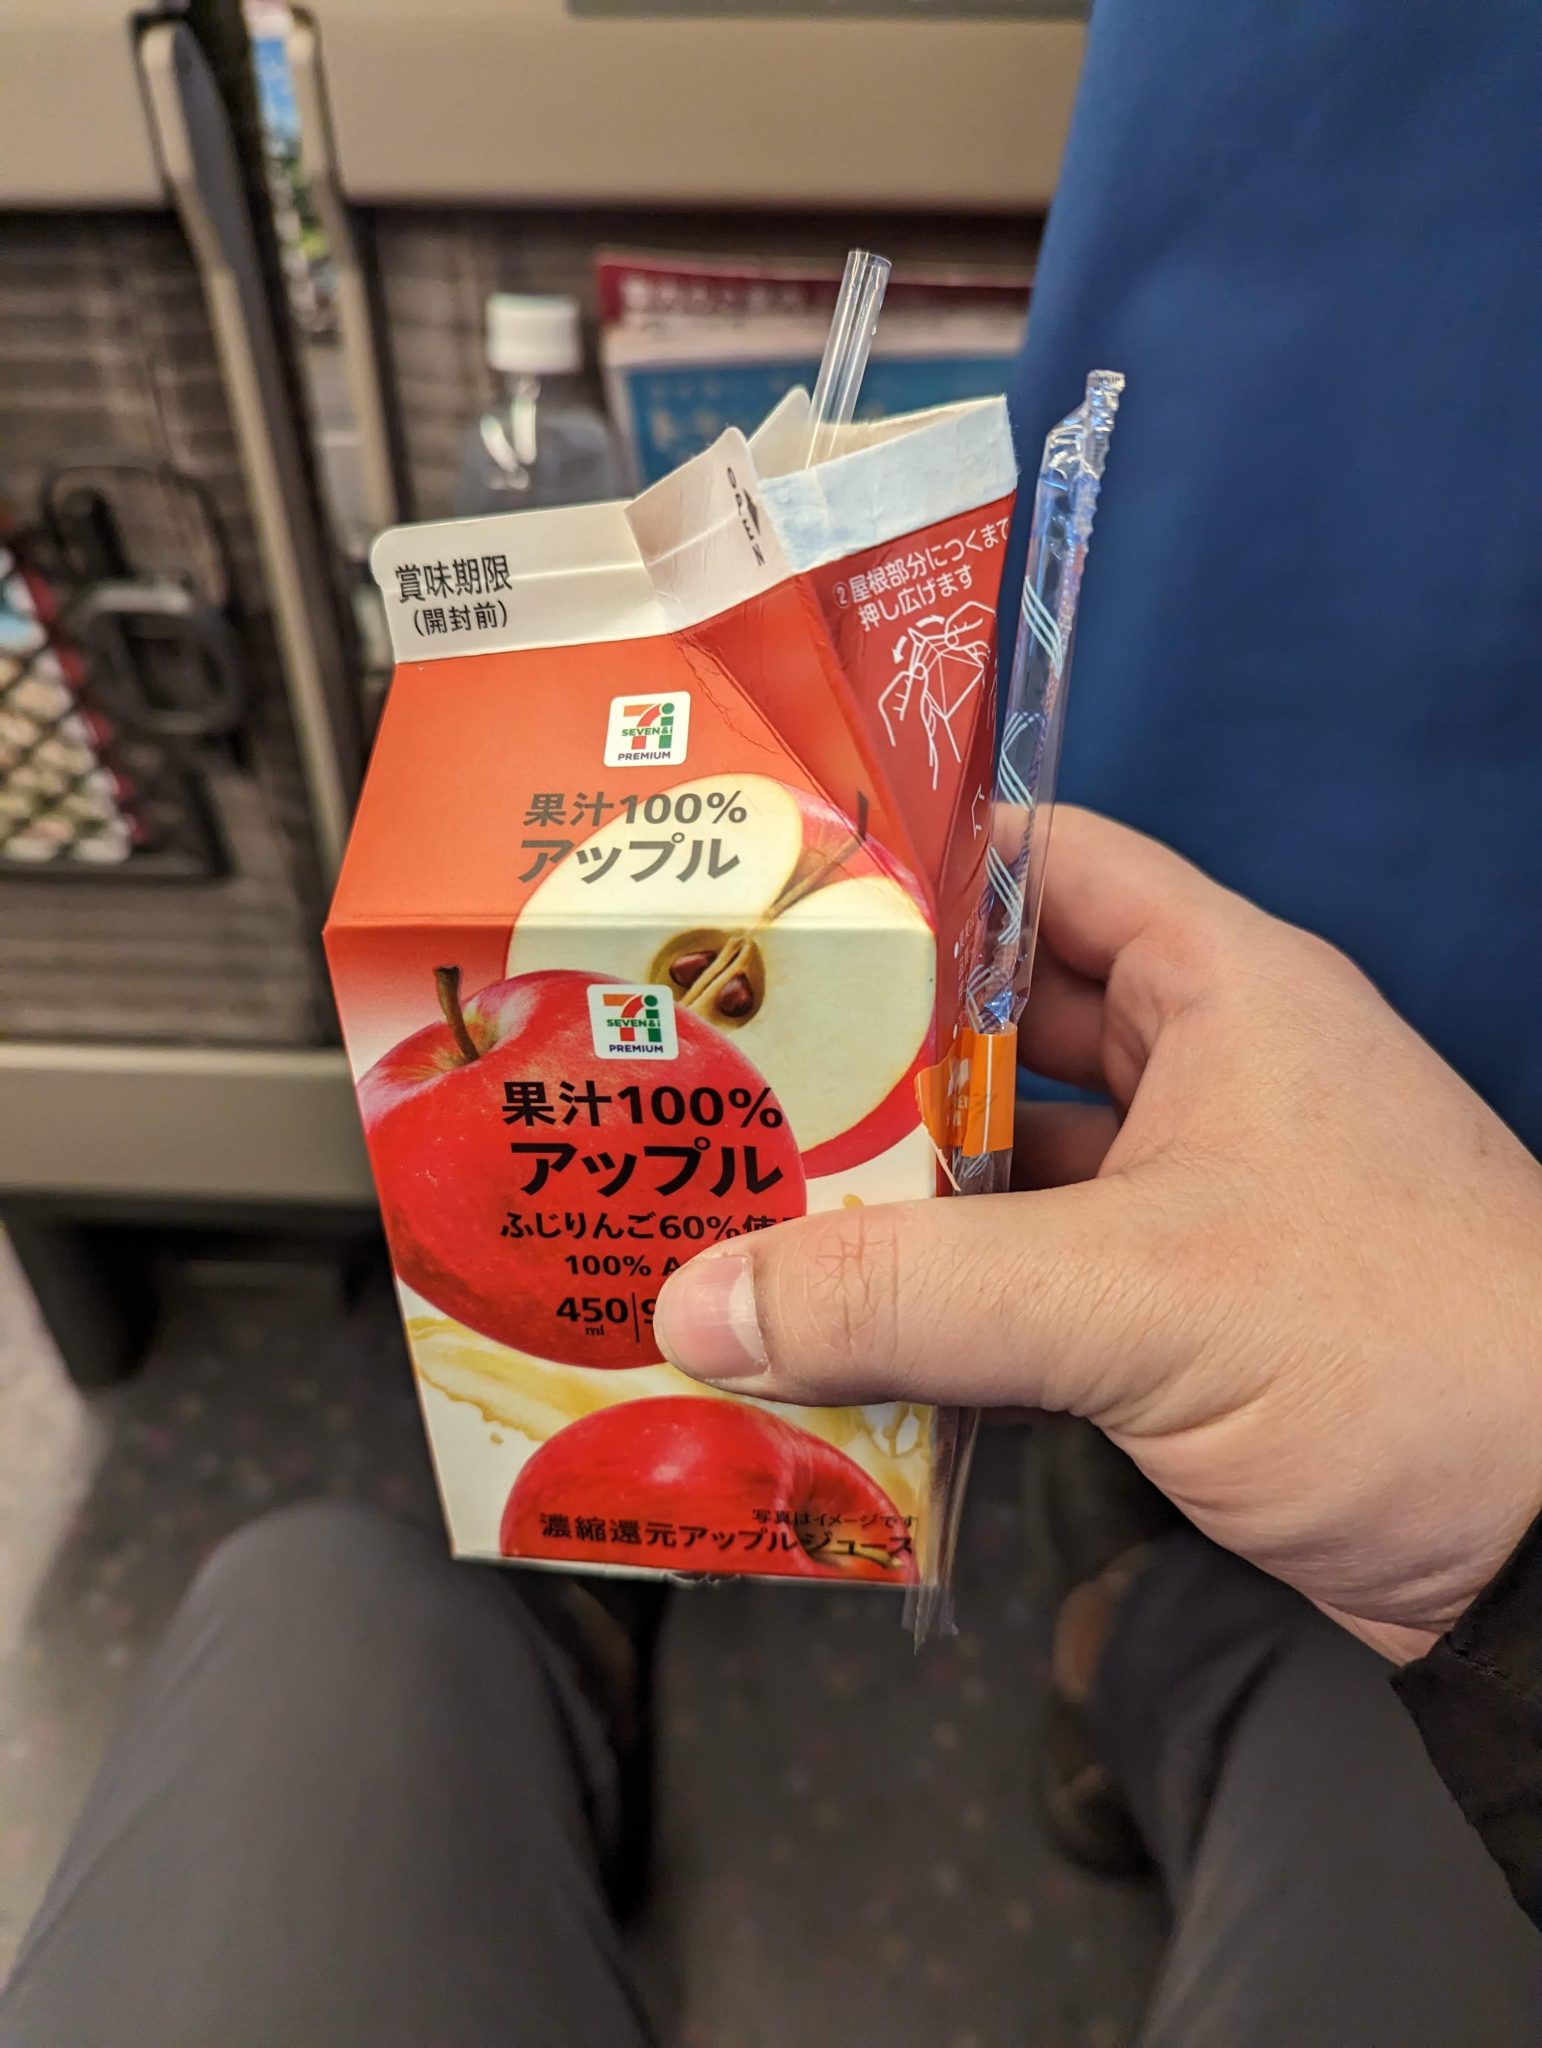 賞味期限
(開封前)
OPEN
②屋根部分につくまで
押し広げます
SEVEN&i
PREMIUM
果汁100%
アップル
SEVEN&i
PREMIUM
果汁100%
アップル
ふじりんご60%
100%
450
ml
写真はイメージです
濃縮還元アップルジュース